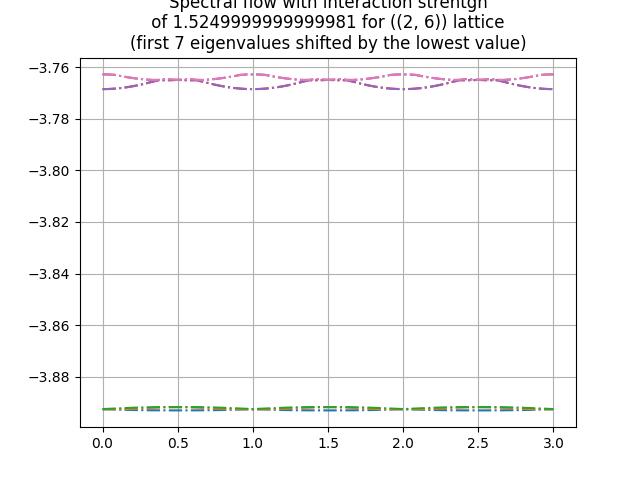 Spectral flow with interaction strength
of 1.5249999999999981 for ((2, 6)) lattice
(first 7 eigenvalues shifted by the lowest value)
−3.76
−3.78
−3.80
−3.82
−3.84
−3.86
−3.88
0.0 0.5 1.0 1.5 2.0 2.5 3.0